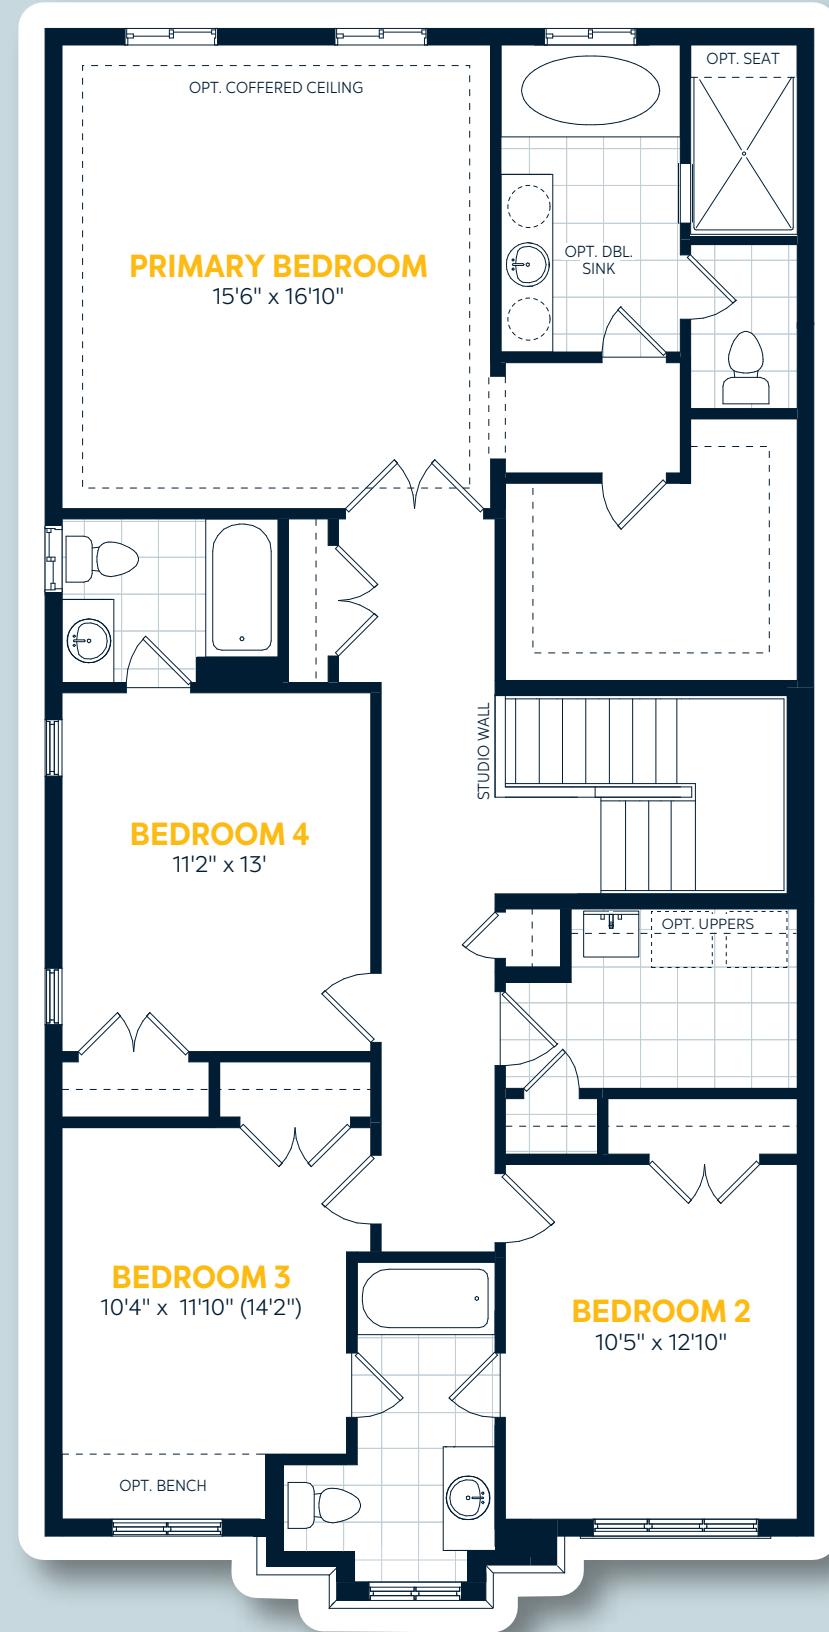 OPT. SEAT
OPT. COFFERED CEILING
PRIMARY BEDROOM
15'6" x 16'10"
OPT. DBL.
SINK
STUDIO WALL
BEDROOM 4
11'2" x 13'
OPT. UPPERS
BEDROOM 3
10'4" x 11'10" (14'2")
BEDROOM 2
10'5" x 12'10"
OPT. BENCH